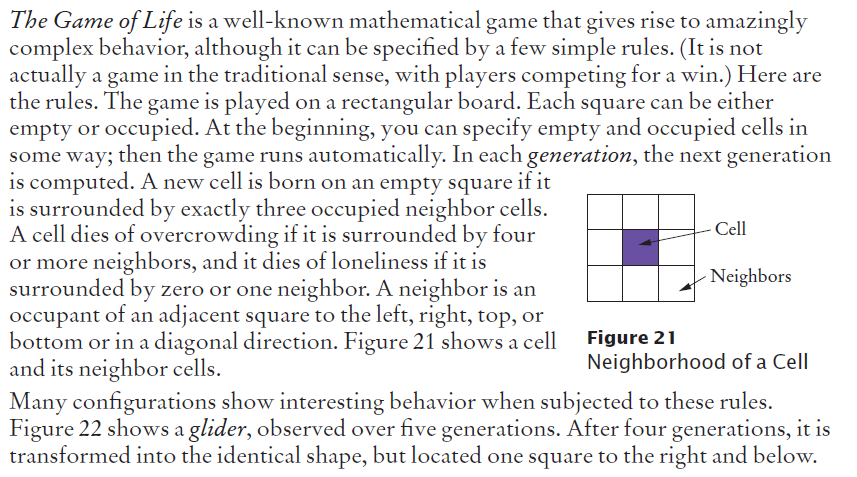 The Game of Life is a well-known mathematical game that gives rise to amazingly
complex behavior, although it can be specified by a few simple rules. (It is not
actually a game in the traditional sense, with players competing for a win.) Here are
the rules. The game is played on a rectangular board. Each square can be either
empty or occupied. At the beginning, you can specify empty and occupied cells in
some way; then the game runs automatically. In each generation, the next generation
is computed. A new cell is born on an empty square if it
is surrounded by exactly three occupied neighbor cells.
A cell dies of overcrowding if it is surrounded by four
or more neighbors, and it dies of loneliness if it is
surrounded by zero or one neighbor. A neighbor is an
occupant of an adjacent square to the left, right, top, or
bottom or in a diagonal direction. Figure 21 shows a cell
and its neighbor cells.
Cell
Neighbors
Figure 21
Neighborhood of a Cell
Many configurations show interesting behavior when subjected to these rules.
Figure 22 shows a glider, observed over five generations. After four generations, it is
transformed into the identical shape, but located one square to the right and below.